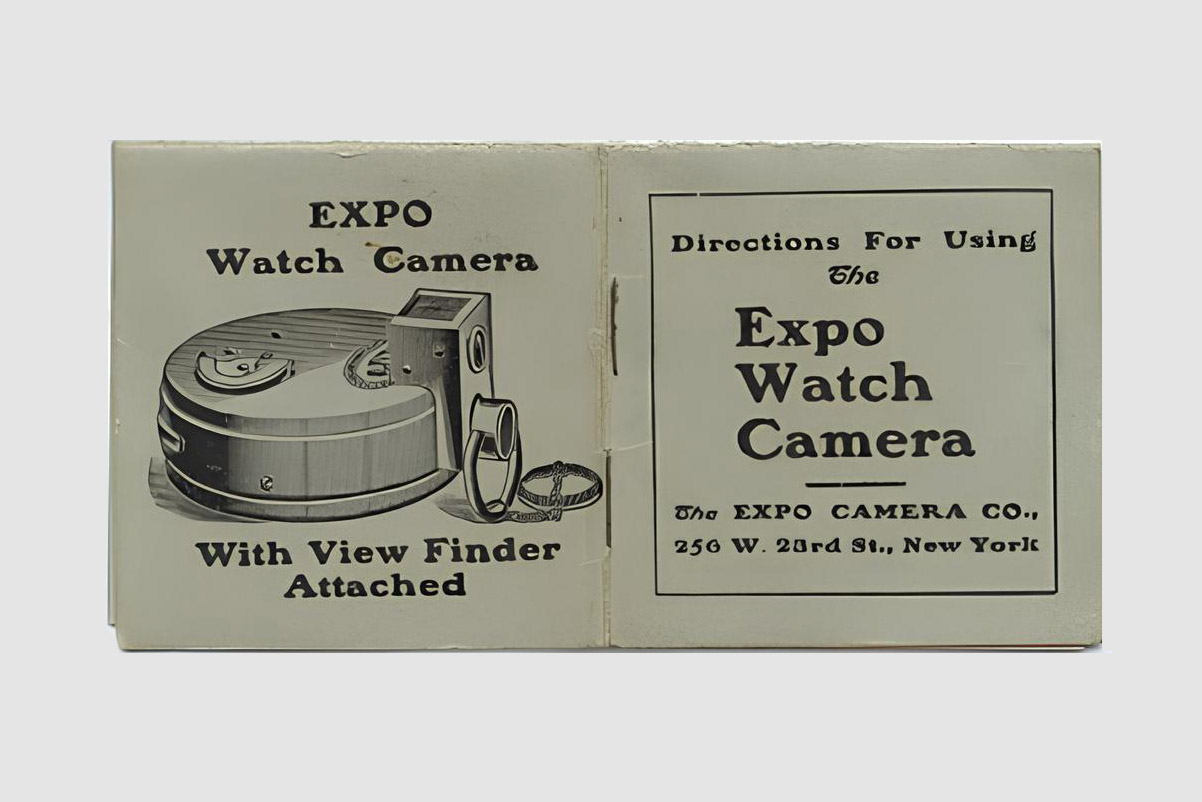 EXPO
Watch Camera
With View Finder
Attached
Directions For Using
The
Expo
Watch
Camera
The EXPO CAMERA CO.,
256 W. 23rd St., New York